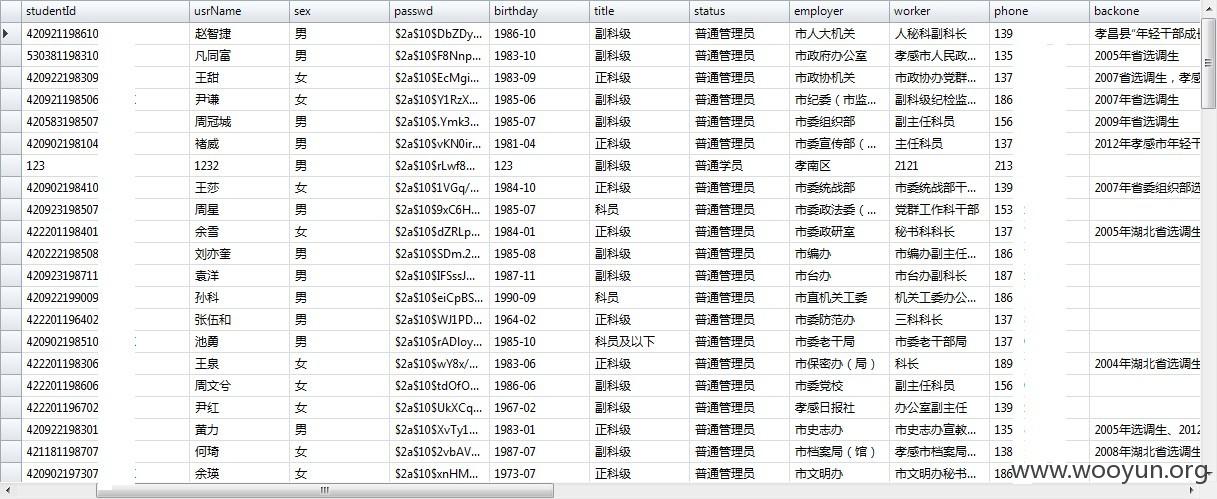 studentId usrName sex passwd birthday title status employer worker phone backone
420921198610 赵智捷 男 $2a$10$DbZDy... 1986-10 副科级 普通管理员 市人大机关 人秘科副科长 139 孝昌县"年轻干部成长
530381198310 凡同富 男 $2a$10$F8Nnp... 1983-10 副科级 普通管理员 市政府办公室 孝感市人民政... 135 2005年省选调生
420922198309 王甜 女 $2a$10$EcMgi... 1983-09 正科级 普通管理员 市政协机关 市政协办党群... 137 2007省选调生，孝感
420921198506 尹谦 女 $2a$10$Y1RzX... 1985-06 副科级 普通管理员 市纪委（市监... 副科级纪检监... 186 2007年省选调生
420583198507 周冠城 男 $2a$10$.Ymk3... 1985-07 副科级 普通管理员 市委组织部 副主任科员 156 2009年省选调生
420902198104 褚威 男 $2a$10$vKN0ir... 1981-04 正科级 普通管理员 市委宣传部（... 主任科员 137 2012年孝感市年轻干
123 1232 男 $2a$10$rLwf8... 123 副科级 普通学员 孝南区 2121 213
420902198410 王莎 女 $2a$10$1VGq/... 1984-10 正科级 普通管理员 市委统战部 市委统战部干... 139 2007年省委组织部选
420923198507 周星 男 $2a$10$9xC6H... 1985-07 科员 普通管理员 市委政法委（... 党群工作科干部 153
422201198401 余雪 女 $2a$10$dZRLp... 1984-01 正科级 普通管理员 市委政研室 秘书科科长 137 2005年湖北省选调生
420222198508 刘亦奎 男 $2a$10$SDm.2... 1985-08 副科级 普通管理员 市编办 市编办副主任... 186
420923198711 袁洋 男 $2a$10$IFSssJ... 1987-11 副科级 普通管理员 市台办 市台办副科长 187
420922199009 孙科 男 $2a$10$eiCpBS... 1990-09 科员 普通管理员 市直机关工委 机关工委办公... 186
422201196402 张伍和 男 $2a$10$WJ1PD... 1964-02 正科级 普通管理员 市委防范办 三科科长 137
420902198510 池勇 男 $2a$10$rADloy... 1985-10 科员及以下 普通管理员 市委老干局 市委老干部局 137
422201198306 王泉 女 $2a$10$wY8x/... 1983-06 正科级 普通管理员 市保密办（局） 科长 189 2004年湖北省选调生
422201198606 周文兮 女 $2a$10$tdOfO... 1986-06 副科级 普通管理员 市委党校 副主任科员 156
422201196702 尹红 女 $2a$10$UkXCq... 1967-02 副科级 普通管理员 孝感日报社 办公室副主任 139
420922198301 黄力 男 $2a$10$XvTy1... 1983-01 正科级 普通管理员 市史志办 市史志办宣教... 135 2005年选调生、2012
421181198707 何琦 女 $2a$10$2vbAV... 1987-07 副科级 普通管理员 市档案局（馆） 孝感市档案局... 138 2008年湖北省选调生
420902197307 余瑛 女 $2a$10$xnHM... 1973-07 正科级 普通管理员 市文明办 市文明办秘书... 186
www.wooyun.org